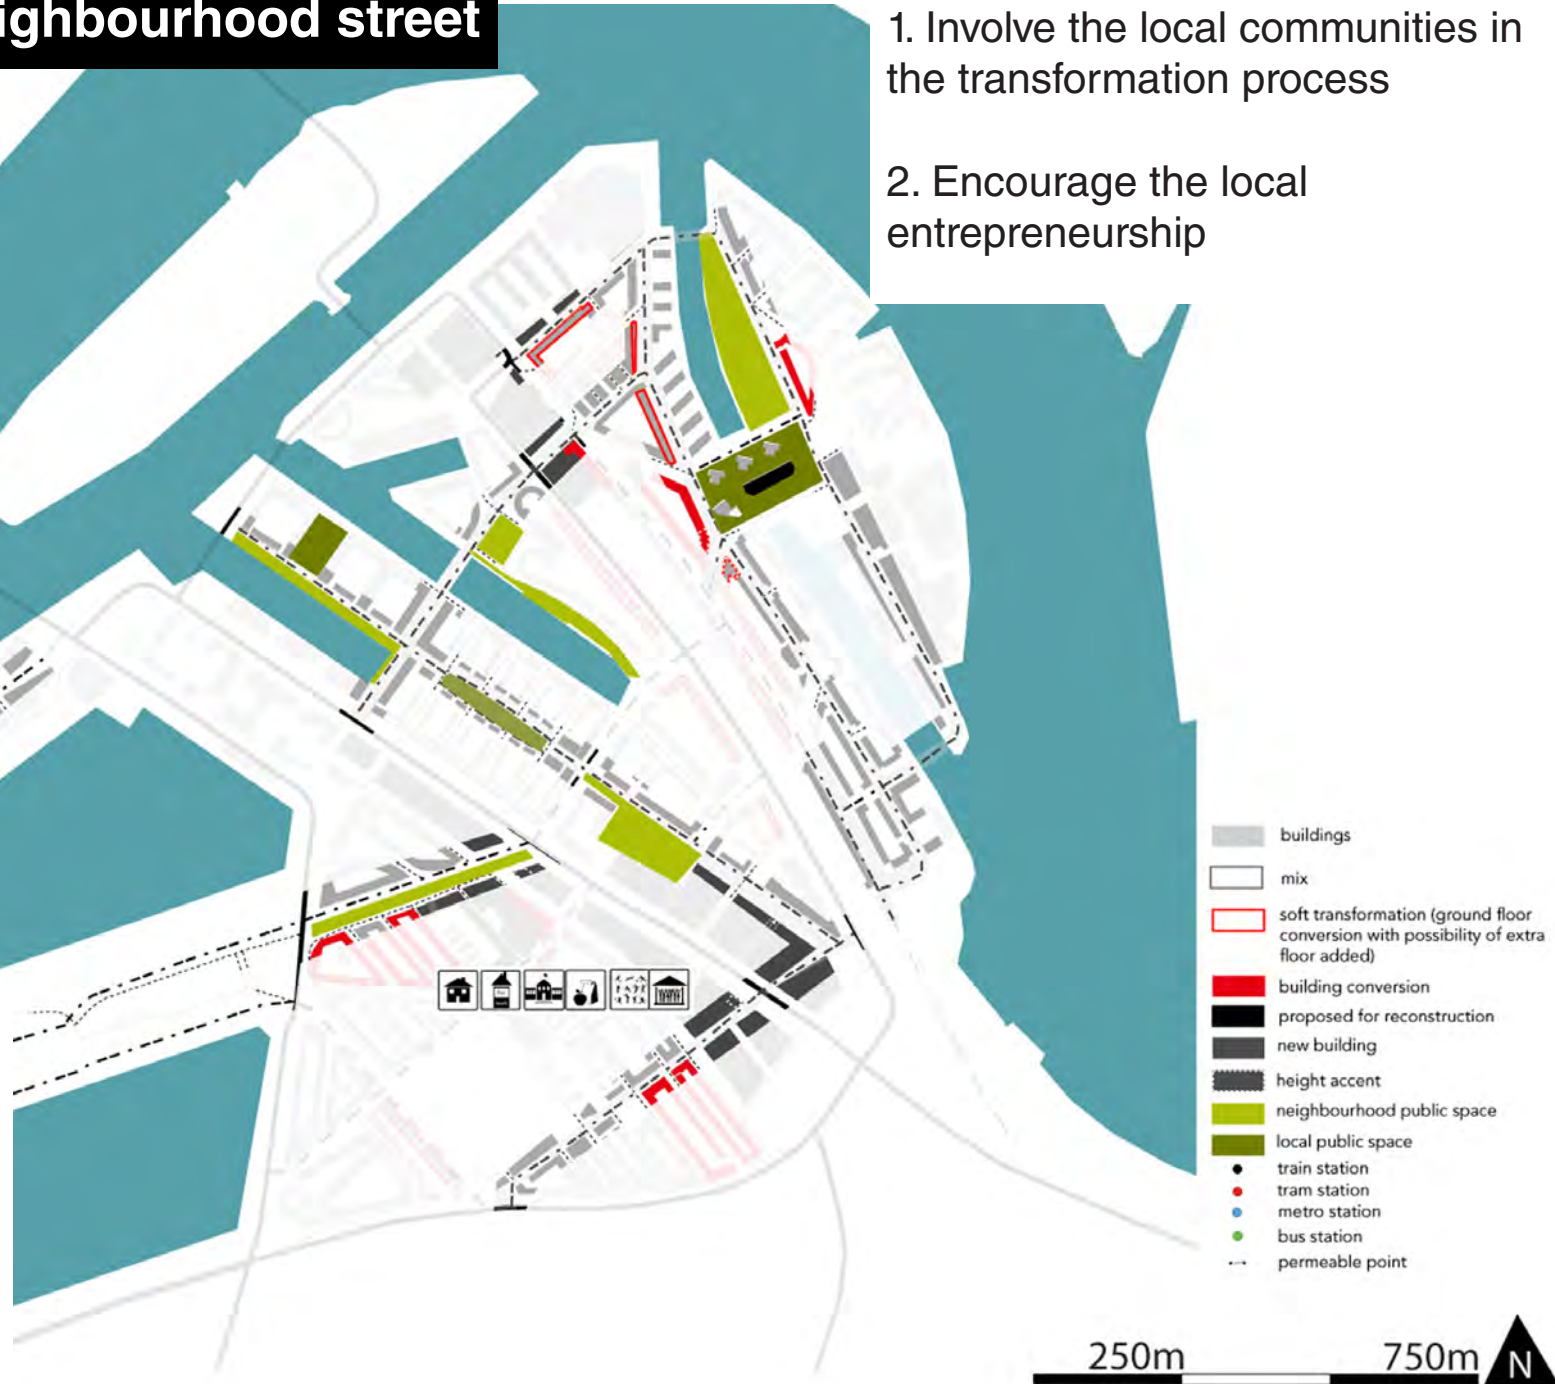 ighbourhood street
1. Involve the local communities in
the transformation process
2. Encourage the local
entrepreneurship
buildings
mix
soft transformation (ground floor
conversion with possibility of extra
floor added)
building conversion
proposed for reconstruction
new building
height accent
neighbourhood public space
local public space
train station
tram station
metro station
bus station
permeable point
250m
750m
N